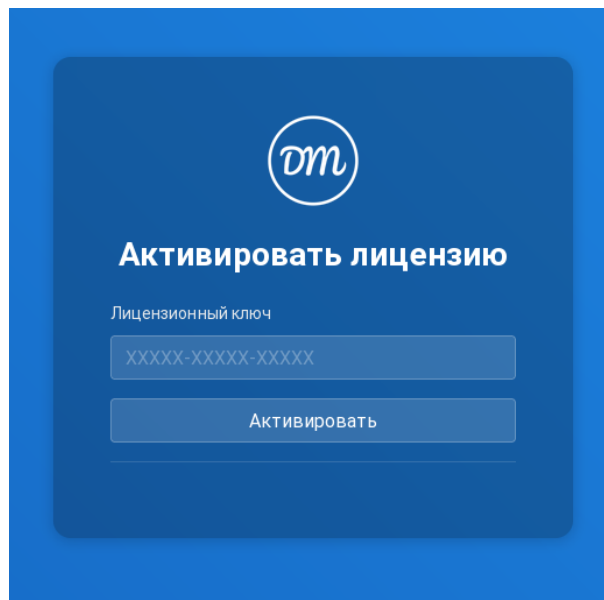 DM
Активировать лицензию
Лицензионный ключ
XXXXX-XXXXX-XXXXX
Активировать